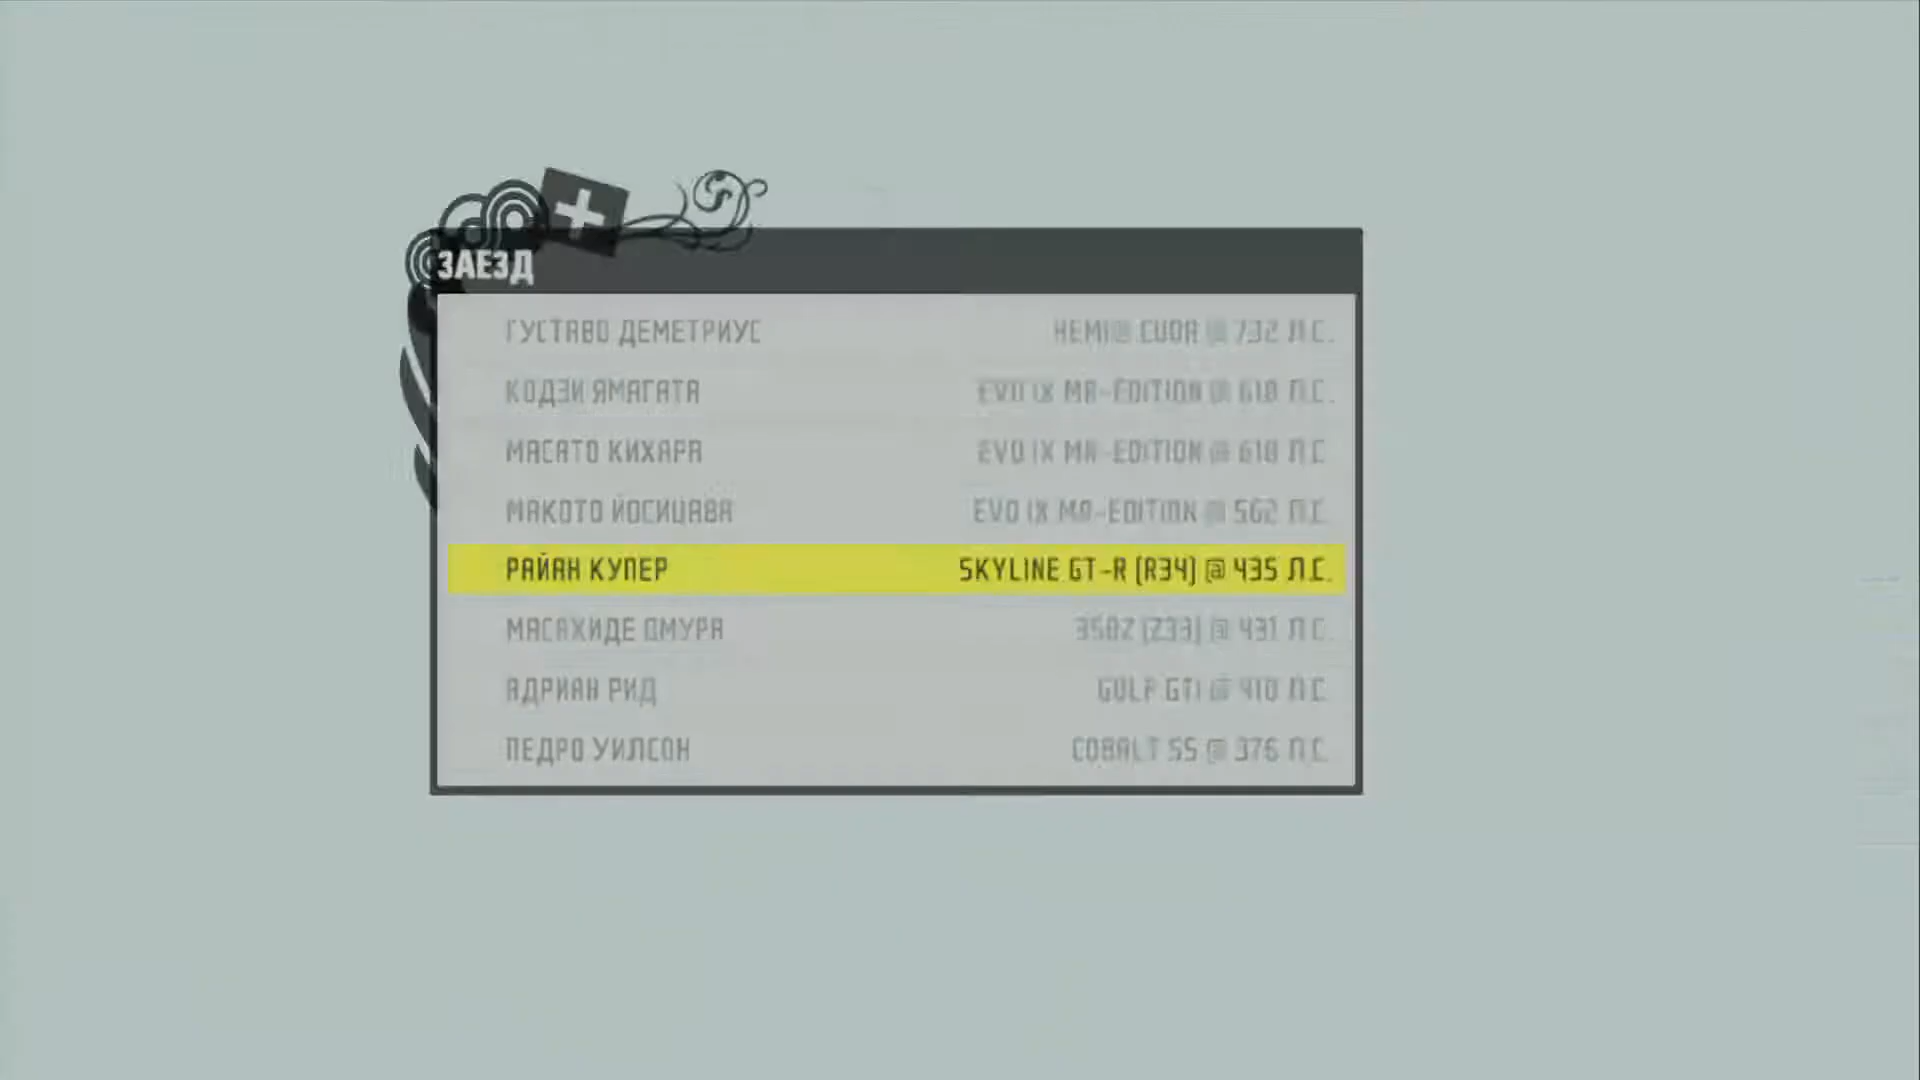 ЗАЕЗД
ГУСТАВО ДЕМЕТРИУС HEMI® CUDA @ 732 Л.С.
КОДЗИ ЯМАГАТА EVO IX MR-EDITION @ 618 Л.С.
МАСАТО КИХАРА EVO IX MR-EDITION @ 618 Л.С.
МАКОТО ЙОСИЦАВА EVO IX MR-EDITION @ 562 Л.С.
РАЙАН КУПЕР SKYLINE GT-R (R34) @ 435 Л.С.
МАСАХИДЕ ОМУРА 350Z (Z33) @ 431 Л.С.
АДРИАН РИД GOLF GTI @ 410 Л.С.
ПЕДРО УИЛСОН COBALT SS @ 376 Л.С.